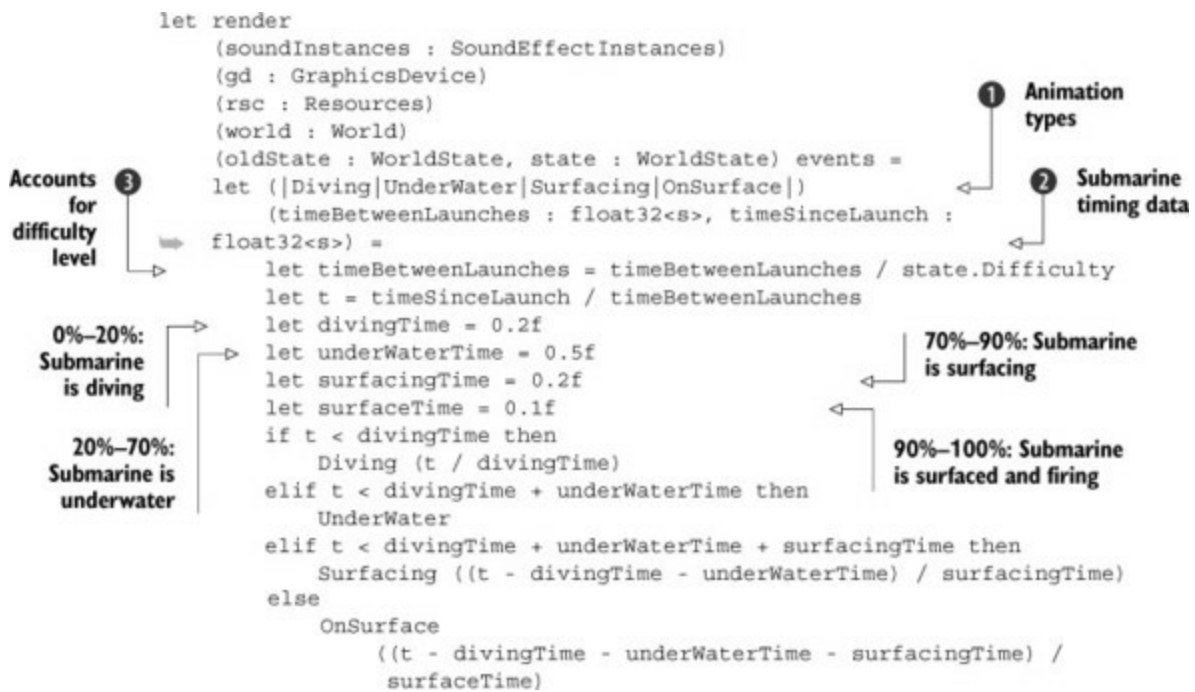 let render
(soundInstances : SoundEffectInstances)
(gd : GraphicsDevice)
(rsc : Resources)
(world : World)
(oldState : WorldState, state : WorldState) events =
let (|Diving|UnderWater|Surfacing|OnSurface|)
(timeBetweenLaunches : float32<s>, timeSinceLaunch :
float32<s>) =
let timeBetweenLaunches = timeBetweenLaunches / state.Difficulty
let t = timeSinceLaunch / timeBetweenLaunches
let divingTime = 0.2f
let underWaterTime = 0.5f
let surfacingTime = 0.2f
let surfaceTime = 0.1f
if t < divingTime then
Diving (t / divingTime)
elif t < divingTime + underWaterTime then
UnderWater
elif t < divingTime + underWaterTime + surfacingTime then
Surfacing ((t - divingTime - underWaterTime) / surfacingTime)
else
OnSurface
((t - divingTime - underWaterTime - surfacingTime) /
surfaceTime)
1 Animation
types
2 Submarine
timing data
Accounts 3
for
difficulty
level
0%–20%:
Submarine
is diving
20%–70%:
Submarine is
underwater
70%–90%: Submarine
is surfacing
90%–100%: Submarine
is surfaced and firing